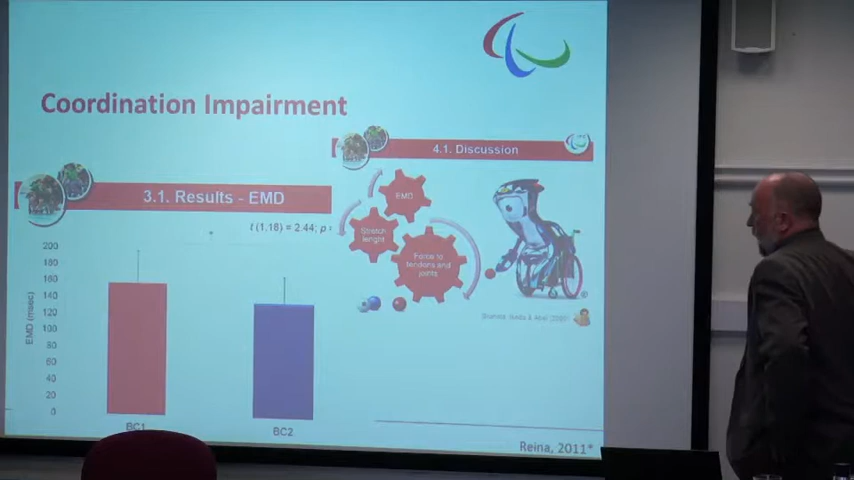 Coordination Impairment
4.1. Discussion
3.1. Results - EMD
t (1.18) = 2.44; p
EMD
Stretch
lenght
Force to
tendons and
joints
200
180
160
140
120
100
80
60
40
20
0
EMD (msec)
BC1
BC2
Reina, 2011*